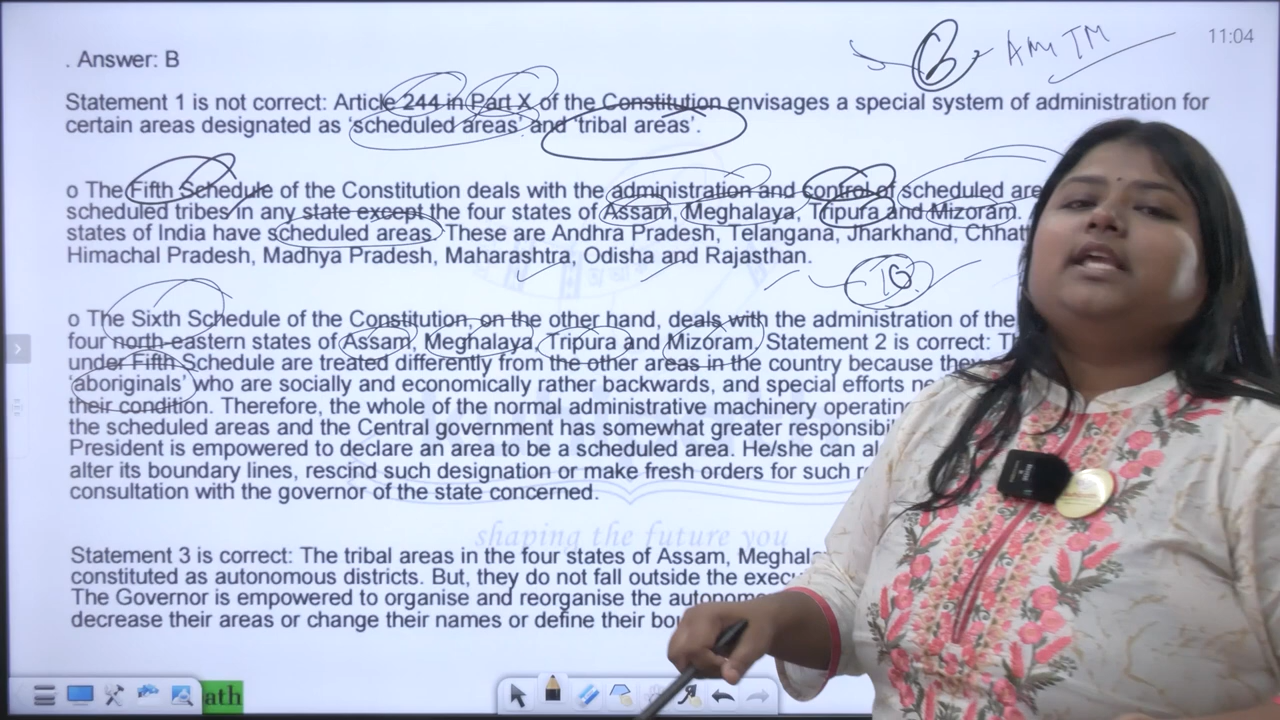 11:04
6 AM TM
. Answer: B
Statement 1 is not correct: Article 244 in Part X of the Constitution envisages a special system of administration for
certain areas designated as 'scheduled areas' and 'tribal areas'.
o The Fifth Schedule of the Constitution deals with the administration and control of scheduled are
scheduled tribes in any state except the four states of Assam, Meghalaya, Tripura and Mizoram.
states of India have scheduled areas. These are Andhra Pradesh, Telangana, Jharkhand, Chhat
Himachal Pradesh, Madhya Pradesh, Maharashtra, Odisha and Rajasthan.
10
o The Sixth Schedule of the Constitution, on the other hand, deals with the administration of the
four north-eastern states of Assam, Meghalaya, Tripura and Mizoram. Statement 2 is correct: T
under Fifth Schedule are treated differently from the other areas in the country because they
'aboriginals' who are socially and economically rather backwards, and special efforts ne
their condition. Therefore, the whole of the normal administrative machinery operating
the scheduled areas and the Central government has somewhat greater responsibil
President is empowered to declare an area to be a scheduled area. He/she can al
alter its boundary lines, rescind such designation or make fresh orders for such r
consultation with the governor of the state concerned.
shaping the future you
Statement 3 is correct: The tribal areas in the four states of Assam, Meghala
constituted as autonomous districts. But, they do not fall outside the execu
The Governor is empowered to organise and reorganise the autonomo
decrease their areas or change their names or define their bou
ath